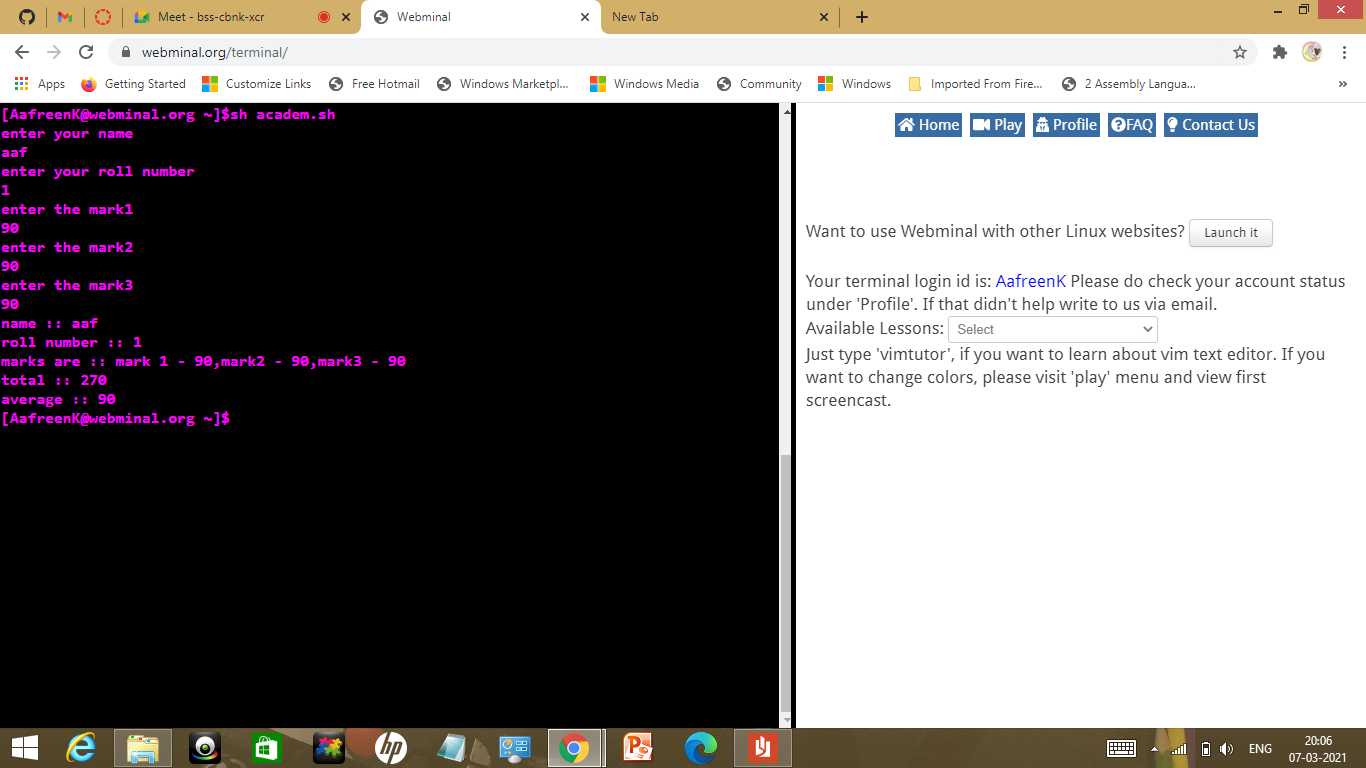 Meet - bss-cbnk-xcr
Webminal
New Tab
webminal.org/terminal/
Apps
Getting Started
Customize Links
Free Hotmail
Windows Marketpl...
Windows Media
Community
Windows
Imported From Fire...
2 Assembly Langua...
»
[AafreenK@webminal.org ~]$sh academ.sh
enter your name
aaf
enter your roll number
1
enter the mark1
90
enter the mark2
90
enter the mark3
90
name :: aaf
roll number :: 1
marks are :: mark 1 - 90,mark2 - 90,mark3 - 90
total :: 270
average :: 90
[AafreenK@webminal.org ~]$
Home
Play
Profile
FAQ
Contact Us
Want to use Webminal with other Linux websites? Launch it
Your terminal login id is: AafreenK Please do check your account status
under 'Profile'. If that didn't help write to us via email.
Available Lessons: Select
Just type 'vimtutor', if you want to learn about vim text editor. If you
want to change colors, please visit 'play' menu and view first
screencast.
ENG
20:06
07-03-2021